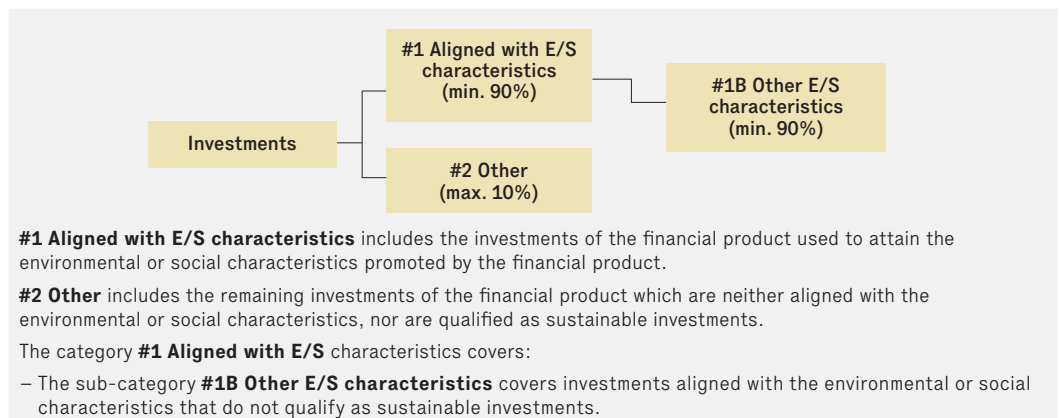 #1 Aligned with E/S
characteristics
(min. 90%)
#1B Other E/S
characteristics
(min. 90%)
Investments
#2 Other
(max. 10%)
#1 Aligned with E/S characteristics includes the investments of the financial product used to attain the
environmental or social characteristics promoted by the financial product.
#2 Other includes the remaining investments of the financial product which are neither aligned with the
environmental or social characteristics, nor are qualified as sustainable investments.
The category #1 Aligned with E/S characteristics covers:
– The sub-category #1B Other E/S characteristics covers investments aligned with the environmental or social
characteristics that do not qualify as sustainable investments.